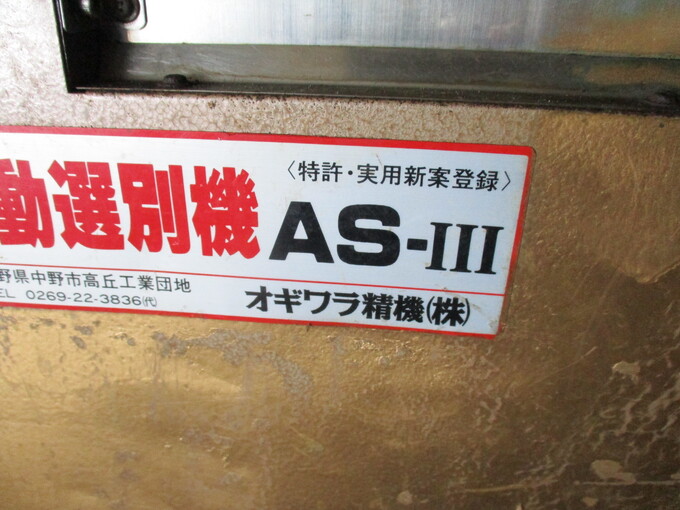 〈特許・実用新案登録〉
動選別機 AS-III
野県中野市高丘工業団地
TEL 0269-22-3836㈹
オギワラ精機㈱